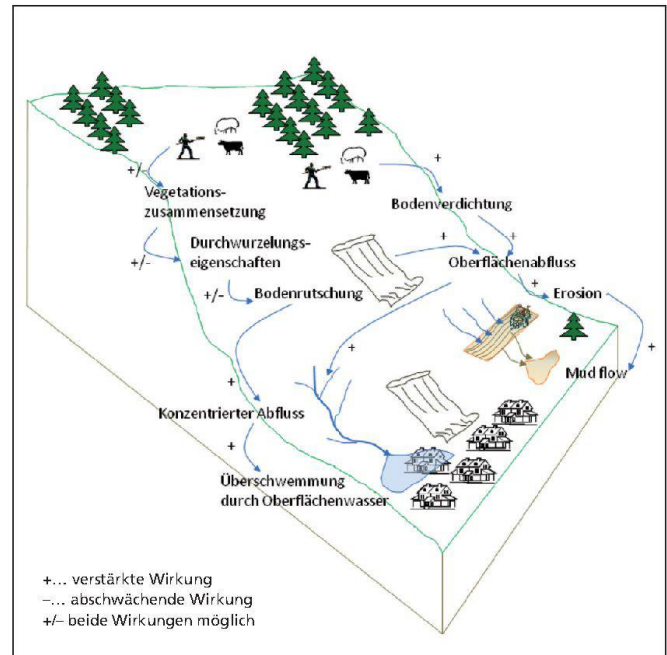 +/-
Vegetations-
zusammensetzung
+/-
Durchwurzelungs-
eigenschaften
+/-
Bodenrutschung
+
Konzentrierter Abfluss
+
Überschwemmung
durch Oberflächenwasser
+
Bodenverdichtung
+
+
Oberflächenabfluss
+
Erosion
+
+
Mud flow
+… verstärkte Wirkung
–… abschwächende Wirkung
+/– beide Wirkungen möglich